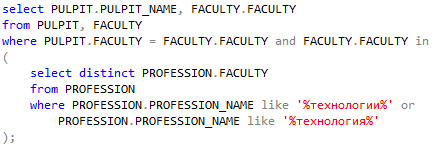 select PULPIT.PULPIT_NAME, FACULTY.FACULTY
from PULPIT, FACULTY
where PULPIT.FACULTY = FACULTY.FACULTY and FACULTY.FACULTY in
(
    select distinct PROFESSION.FACULTY
    from PROFESSION
    where PROFESSION.PROFESSION_NAME like '%технологии%' or
        PROFESSION.PROFESSION_NAME like '%технология%'
);